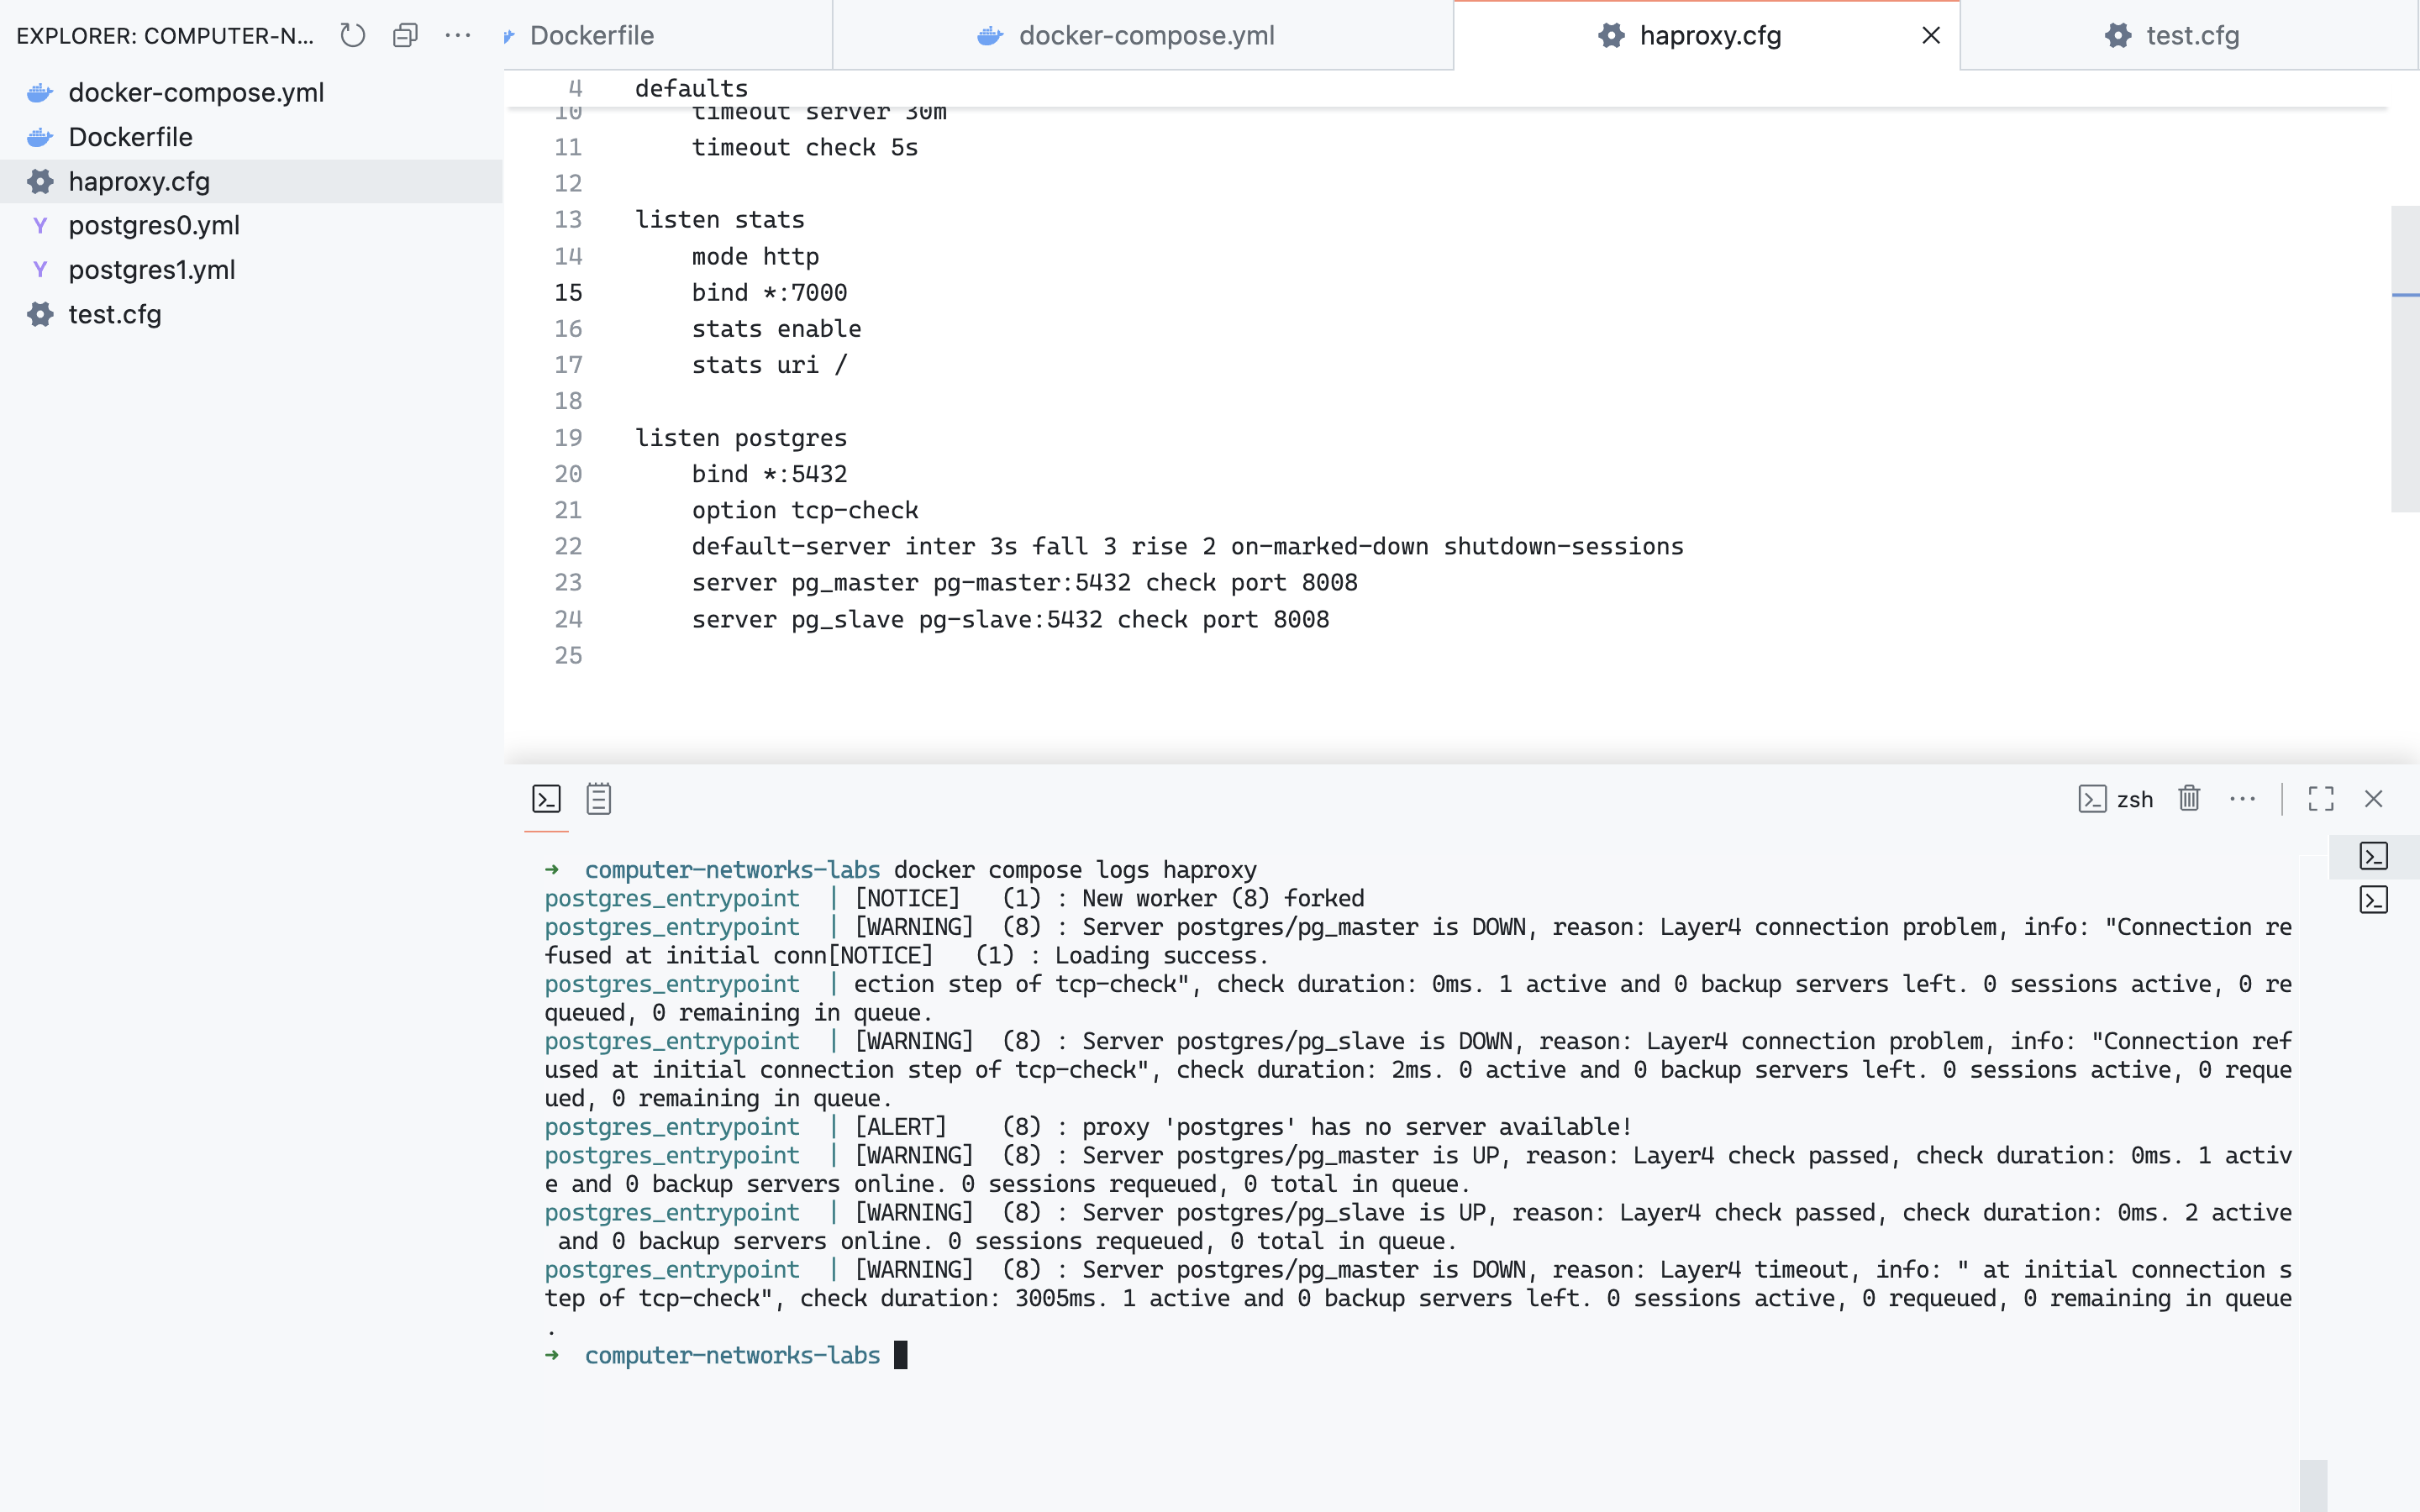 EXPLORER: COMPUTER-N...
docker-compose.yml
Dockerfile
haproxy.cfg
postgres0.yml
postgres1.yml
test.cfg
Dockerfile
docker-compose.yml
haproxy.cfg
test.cfg
4 defaults
10 timeout server 30m
11 timeout check 5s
12
13 listen stats
14 mode http
15 bind *:7000
16 stats enable
17 stats uri /
18
19 listen postgres
20 bind *:5432
21 option tcp-check
22 default-server inter 3s fall 3 rise 2 on-marked-down shutdown-sessions
23 server pg_master pg-master:5432 check port 8008
24 server pg_slave pg-slave:5432 check port 8008
25
zsh
→ computer-networks-labs docker compose logs haproxy
postgres_entrypoint | [NOTICE] (1) : New worker (8) forked
postgres_entrypoint | [WARNING] (8) : Server postgres/pg_master is DOWN, reason: Layer4 connection problem, info: "Connection re
fused at initial conn[NOTICE] (1) : Loading success.
postgres_entrypoint | ection step of tcp-check", check duration: 0ms. 1 active and 0 backup servers left. 0 sessions active, 0 re
queued, 0 remaining in queue.
postgres_entrypoint | [WARNING] (8) : Server postgres/pg_slave is DOWN, reason: Layer4 connection problem, info: "Connection ref
used at initial connection step of tcp-check", check duration: 2ms. 0 active and 0 backup servers left. 0 sessions active, 0 reque
ued, 0 remaining in queue.
postgres_entrypoint | [ALERT] (8) : proxy 'postgres' has no server available!
postgres_entrypoint | [WARNING] (8) : Server postgres/pg_master is UP, reason: Layer4 check passed, check duration: 0ms. 1 activ
e and 0 backup servers online. 0 sessions requeued, 0 total in queue.
postgres_entrypoint | [WARNING] (8) : Server postgres/pg_slave is UP, reason: Layer4 check passed, check duration: 0ms. 2 active
and 0 backup servers online. 0 sessions requeued, 0 total in queue.
postgres_entrypoint | [WARNING] (8) : Server postgres/pg_master is DOWN, reason: Layer4 timeout, info: " at initial connection s
tep of tcp-check", check duration: 3005ms. 1 active and 0 backup servers left. 0 sessions active, 0 requeued, 0 remaining in queue
.
→ computer-networks-labs